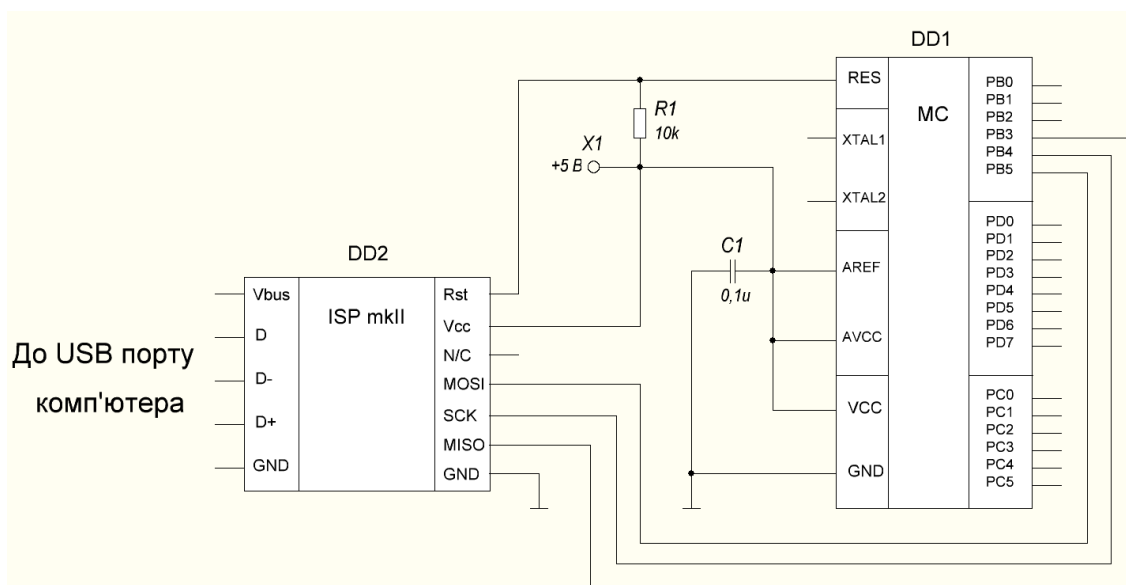 DD1
RES
MC
PB0
PB1
PB2
PB3
PB4
PB5
R1
10k
XTAL1
X1
+5 В
XTAL2
PD0
PD1
PD2
PD3
PD4
PD5
PD6
PD7
C1
0,1u
AREF
AVCC
VCC
GND
PC0
PC1
PC2
PC3
PC4
PC5
DD2
Vbus
D
D-
D+
GND
ISP mkII
Rst
Vcc
N/C
MOSI
SCK
MISO
GND
До USB порту
комп'ютера